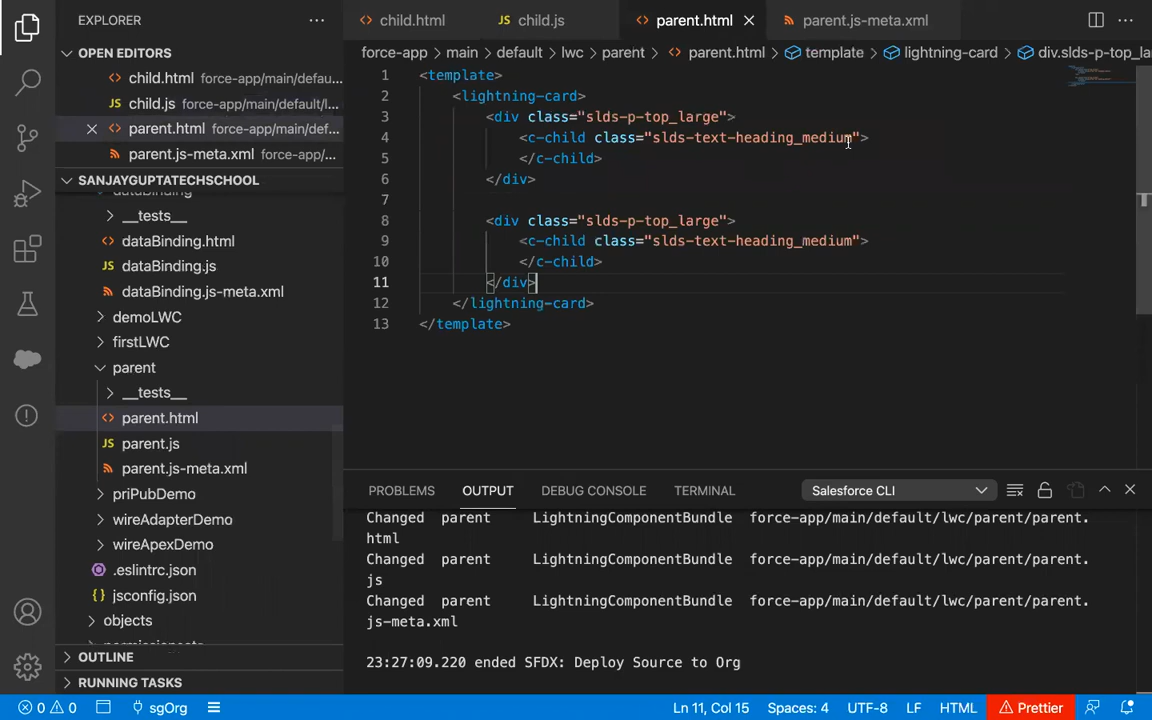 EXPLORER
OPEN EDITORS
child.html force-app/main/defau...
JS child.js force-app/main/default/l...
parent.html force-app/main/def...
parent.js-meta.xml force-app/...
SANJAYGUPTATECHSCHOOL
dataBinding
__tests__
dataBinding.html
JS dataBinding.js
dataBinding.js-meta.xml
demoLWC
firstLWC
parent
__tests__
parent.html
JS parent.js
parent.js-meta.xml
priPubDemo
wireAdapterDemo
wireApexDemo
.eslintrc.json
{} jsconfig.json
objects
OUTLINE
RUNNING TASKS
child.html
JS child.js
parent.html
parent.js-meta.xml
force-app > main > default > lwc > parent > parent.html > template > lightning-card > div.slds-p-top_la
1 <template>
2 <lightning-card>
3 <div class="slds-p-top_large">
4 <c-child class="slds-text-heading_medium">
5 </c-child>
6 </div>
7
8 <div class="slds-p-top_large">
9 <c-child class="slds-text-heading_medium">
10 </c-child>
11 </div>
12 </lightning-card>
13 </template>
PROBLEMS OUTPUT DEBUG CONSOLE TERMINAL Salesforce CLI
Changed parent LightningComponentBundle force-app/main/default/lwc/parent/parent.
html
Changed parent LightningComponentBundle force-app/main/default/lwc/parent/parent.
js
Changed parent LightningComponentBundle force-app/main/default/lwc/parent/parent.
js-meta.xml
23:27:09.220 ended SFDX: Deploy Source to Org
0 0 sgOrg Ln 11, Col 15 Spaces: 4 UTF-8 LF HTML Prettier